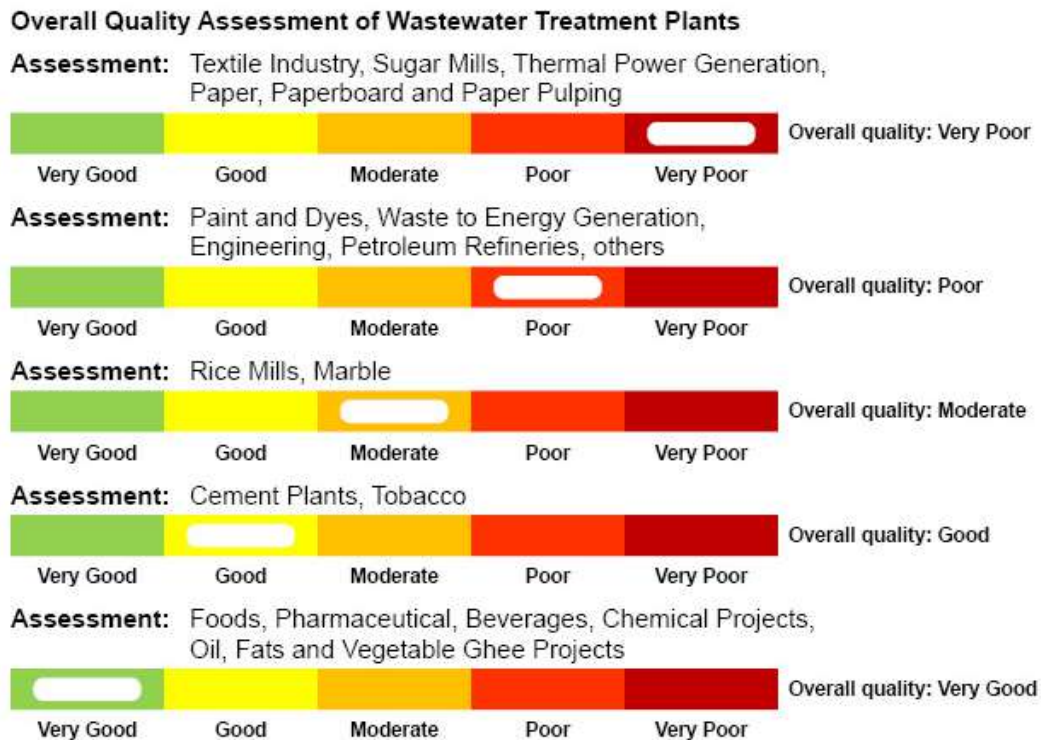 Overall Quality Assessment of Wastewater Treatment Plants
Assessment: Textile Industry, Sugar Mills, Thermal Power Generation,
Paper, Paperboard and Paper Pulping
Overall quality: Very Poor
Very Good Good Moderate Poor Very Poor
Assessment: Paint and Dyes, Waste to Energy Generation,
Engineering, Petroleum Refineries, others
Overall quality: Poor
Very Good Good Moderate Poor Very Poor
Assessment: Rice Mills, Marble
Overall quality: Moderate
Very Good Good Moderate Poor Very Poor
Assessment: Cement Plants, Tobacco
Overall quality: Good
Very Good Good Moderate Poor Very Poor
Assessment: Foods, Pharmaceutical, Beverages, Chemical Projects,
Oil, Fats and Vegetable Ghee Projects
Overall quality: Very Good
Very Good Good Moderate Poor Very Poor